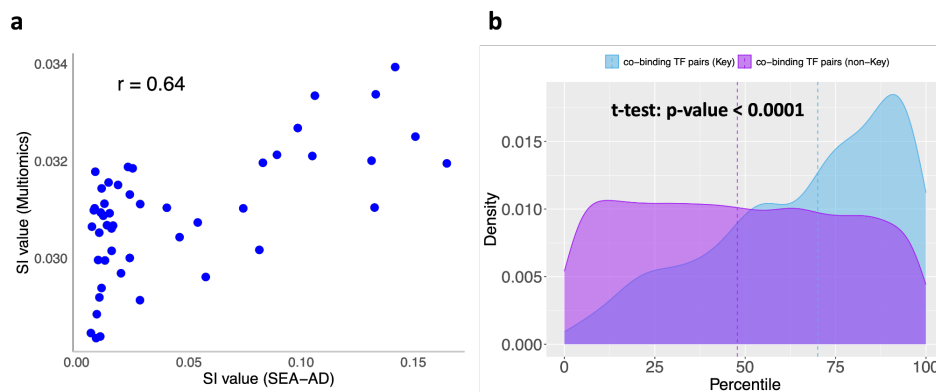 a
r = 0.64
SI value (Multiomics)
0.034
0.032
0.030
0.00
0.05
0.10
0.15
SI value (SEA−AD)
b
co−binding TF pairs (Key)
co−binding TF pairs (non−Key)
t-test: p-value < 0.0001
Density
0.015
0.010
0.005
0.000
0
25
50
75
100
Percentile